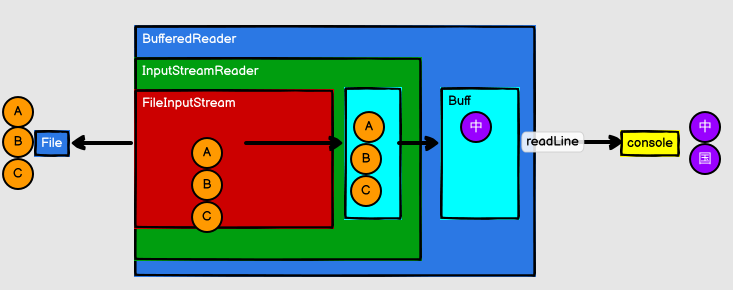 BufferedReader
InputStreamReader
FileInputStream
Buff
A
B
C
File
A
B
C
A
B
C
中
readLine
console
中
国